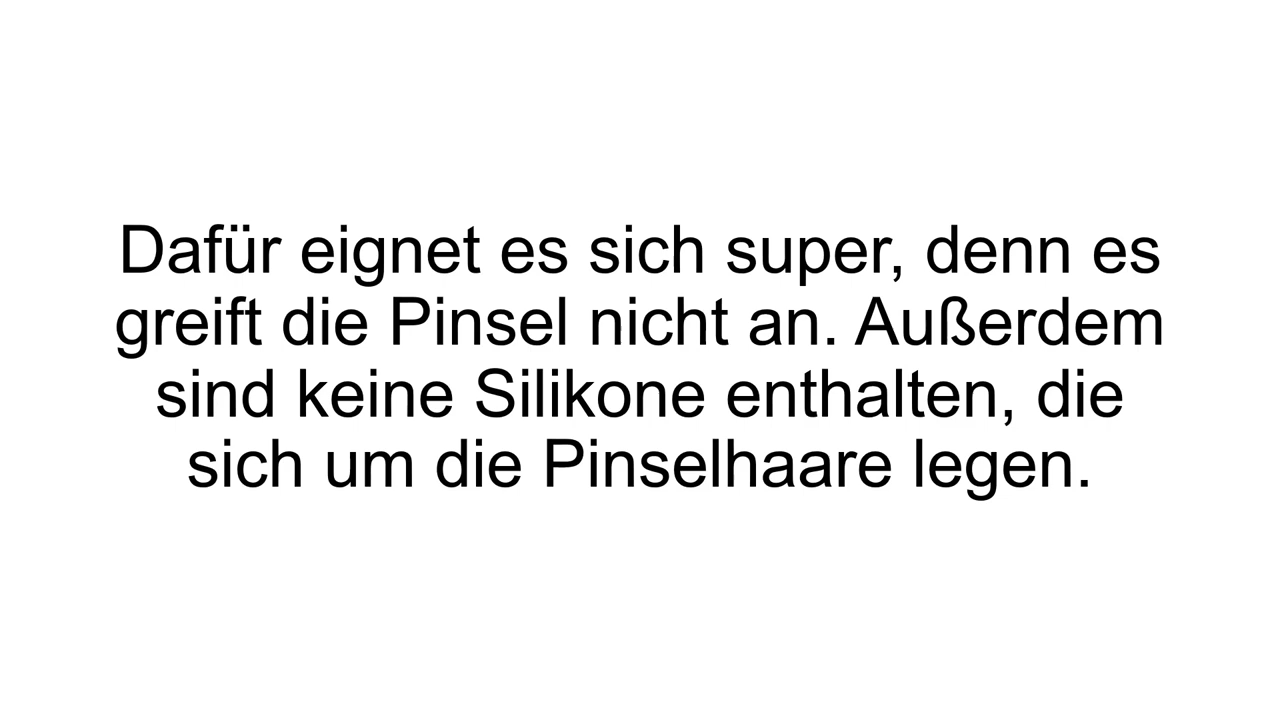 Dafür eignet es sich super, denn es
greift die Pinsel nicht an. Außerdem
sind keine Silikone enthalten, die
sich um die Pinselhaare legen.